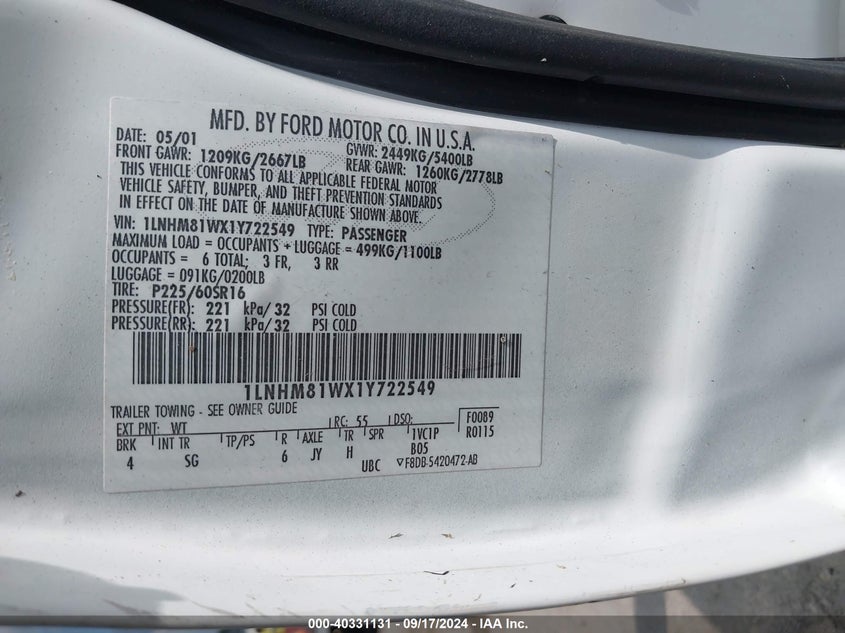 MFD. BY FORD MOTOR CO. IN U.S.A.
DATE: 05/01 GVWR: 2449KG/5400LB
FRONT GAWR: 1209KG/2667LB REAR GAWR: 1260KG/2778LB
THIS VEHICLE CONFORMS TO ALL APPLICABLE FEDERAL MOTOR
VEHICLE SAFETY, BUMPER, AND THEFT PREVENTION STANDARDS
IN EFFECT ON THE DATE OF MANUFACTURE SHOWN ABOVE.
VIN: 1LNHM81WX1Y722549 TYPE: PASSENGER
MAXIMUM LOAD = OCCUPANTS + LUGGAGE = 499KG/1100LB
OCCUPANTS = 6 TOTAL; 3 FR, 3 RR
LUGGAGE = 091KG/0200LB
TIRE: P225/60SR16
PRESSURE(FR): 221 kPa/ 32 PSI COLD
PRESSURE(RR): 221 kPa/ 32 PSI COLD
1LNHM81WX1Y722549
TRAILER TOWING - SEE OWNER GUIDE
EXT PNT: WT RC: 55 DSO: F0089
BRK INT TR TP/PS R AXLE TR SPR 1VC1P R0115
4 SG 6 JY H B05
UBC F8DB-5420472-AB
000-40331131 - 09/17/2024 - IAA Inc.